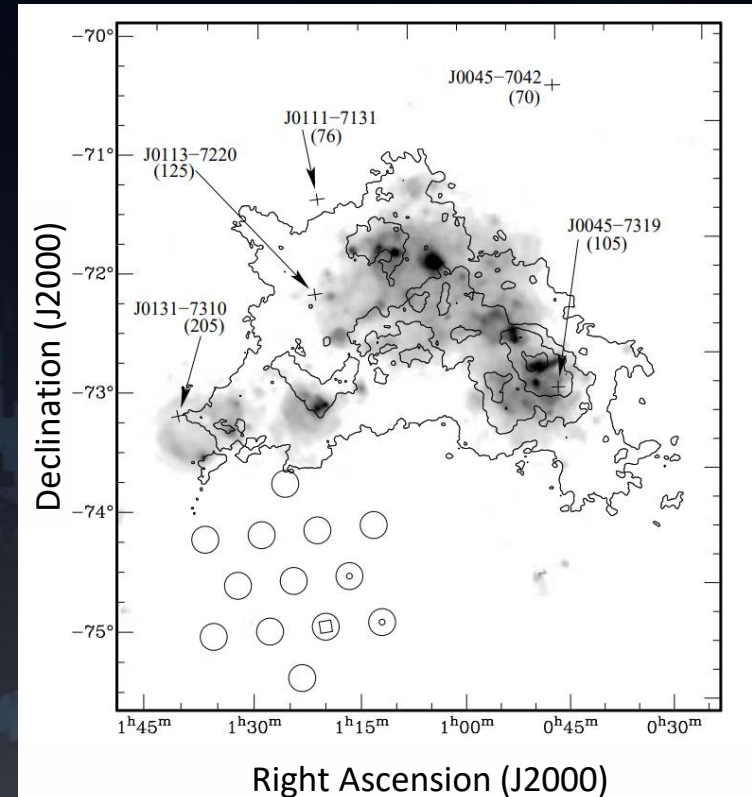 −70°
J0045−7042
(70)
J0111−7131
(76)
−71°
J0113−7220
(125)
J0045−7319
(105)
−72°
J0131−7310
(205)
−73°
−74°
−75°
Declination (J2000)
1ʰ45ᵐ 1ʰ30ᵐ 1ʰ15ᵐ 1ʰ00ᵐ 0ʰ45ᵐ 0ʰ30ᵐ
Right Ascension (J2000)